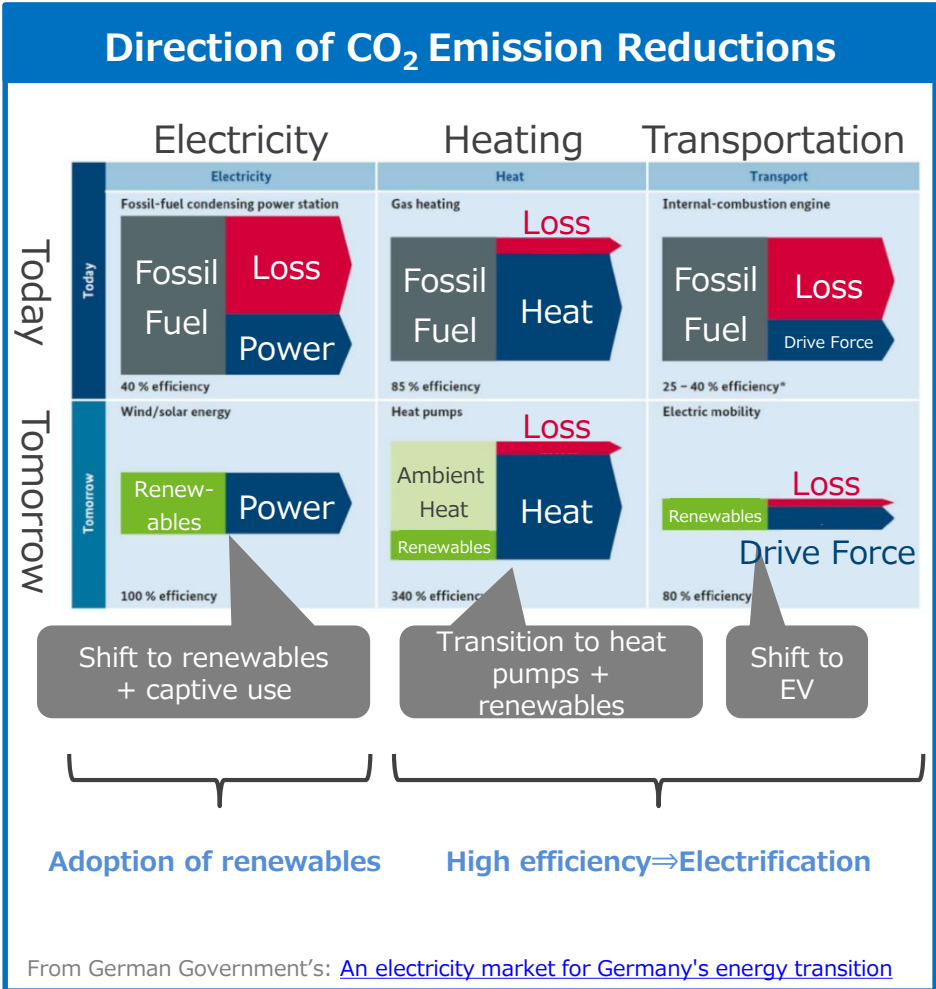 Direction of CO₂ Emission Reductions
Electricity
Heating
Transportation
Electricity
Heat
Transport
Today
Today
Fossil-fuel condensing power station
Fossil
Fuel
Loss
Power
40 % efficiency
Gas heating
Loss
Fossil
Fuel
Heat
85 % efficiency
Internal-combustion engine
Fossil
Fuel
Loss
Drive Force
25 – 40 % efficiency*
Tomorrow
Tomorrow
Wind/solar energy
Renew-
ables
Power
100 % efficiency
Heat pumps
Loss
Ambient
Heat
Renewables
Heat
340 % efficiency
Electric mobility
Loss
Renewables
Drive Force
80 % efficiency
Shift to renewables
+ captive use
Transition to heat
pumps +
renewables
Shift to
EV
Adoption of renewables
High efficiency⇒Electrification
From German Government’s: An electricity market for Germany's energy transition